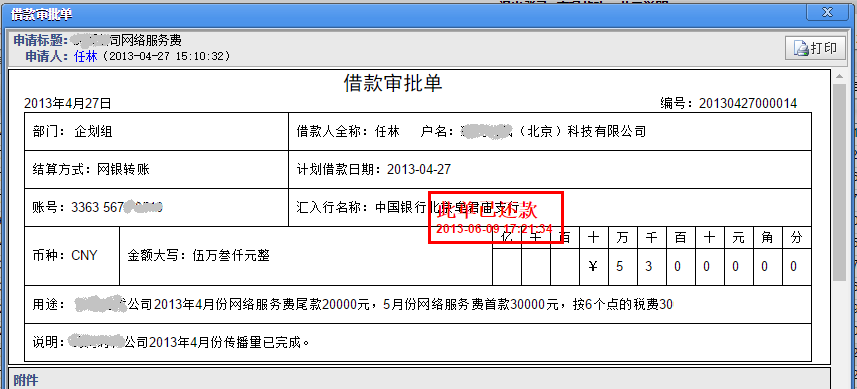 借款审批单
申请标题: 司网络服务费
申请人: 任林 (2013-04-27 15:10:32)
打印
借款审批单
2013年4月27日 编号: 20130427000014
部门: 企划组 借款人全称: 任林 户名: (北京) 科技有限公司
结算方式: 网银转账 计划借款日期: 2013-04-27
账号: 3363 567 汇入行名称: 中国银行北京 支行
此单已还款
2013-06-09 17:21:34
币种: CNY 金额大写: 伍万叁仟元整
亿 千 百 十 万 千 百 十 元 角 分
¥ 5 3 0 0 0 0 0
用途: 公司2013年4月份网络服务费尾款20000元，5月份网络服务费首款30000元，按6个点的税费30
说明: 公司2013年4月份传播量已完成。
附件